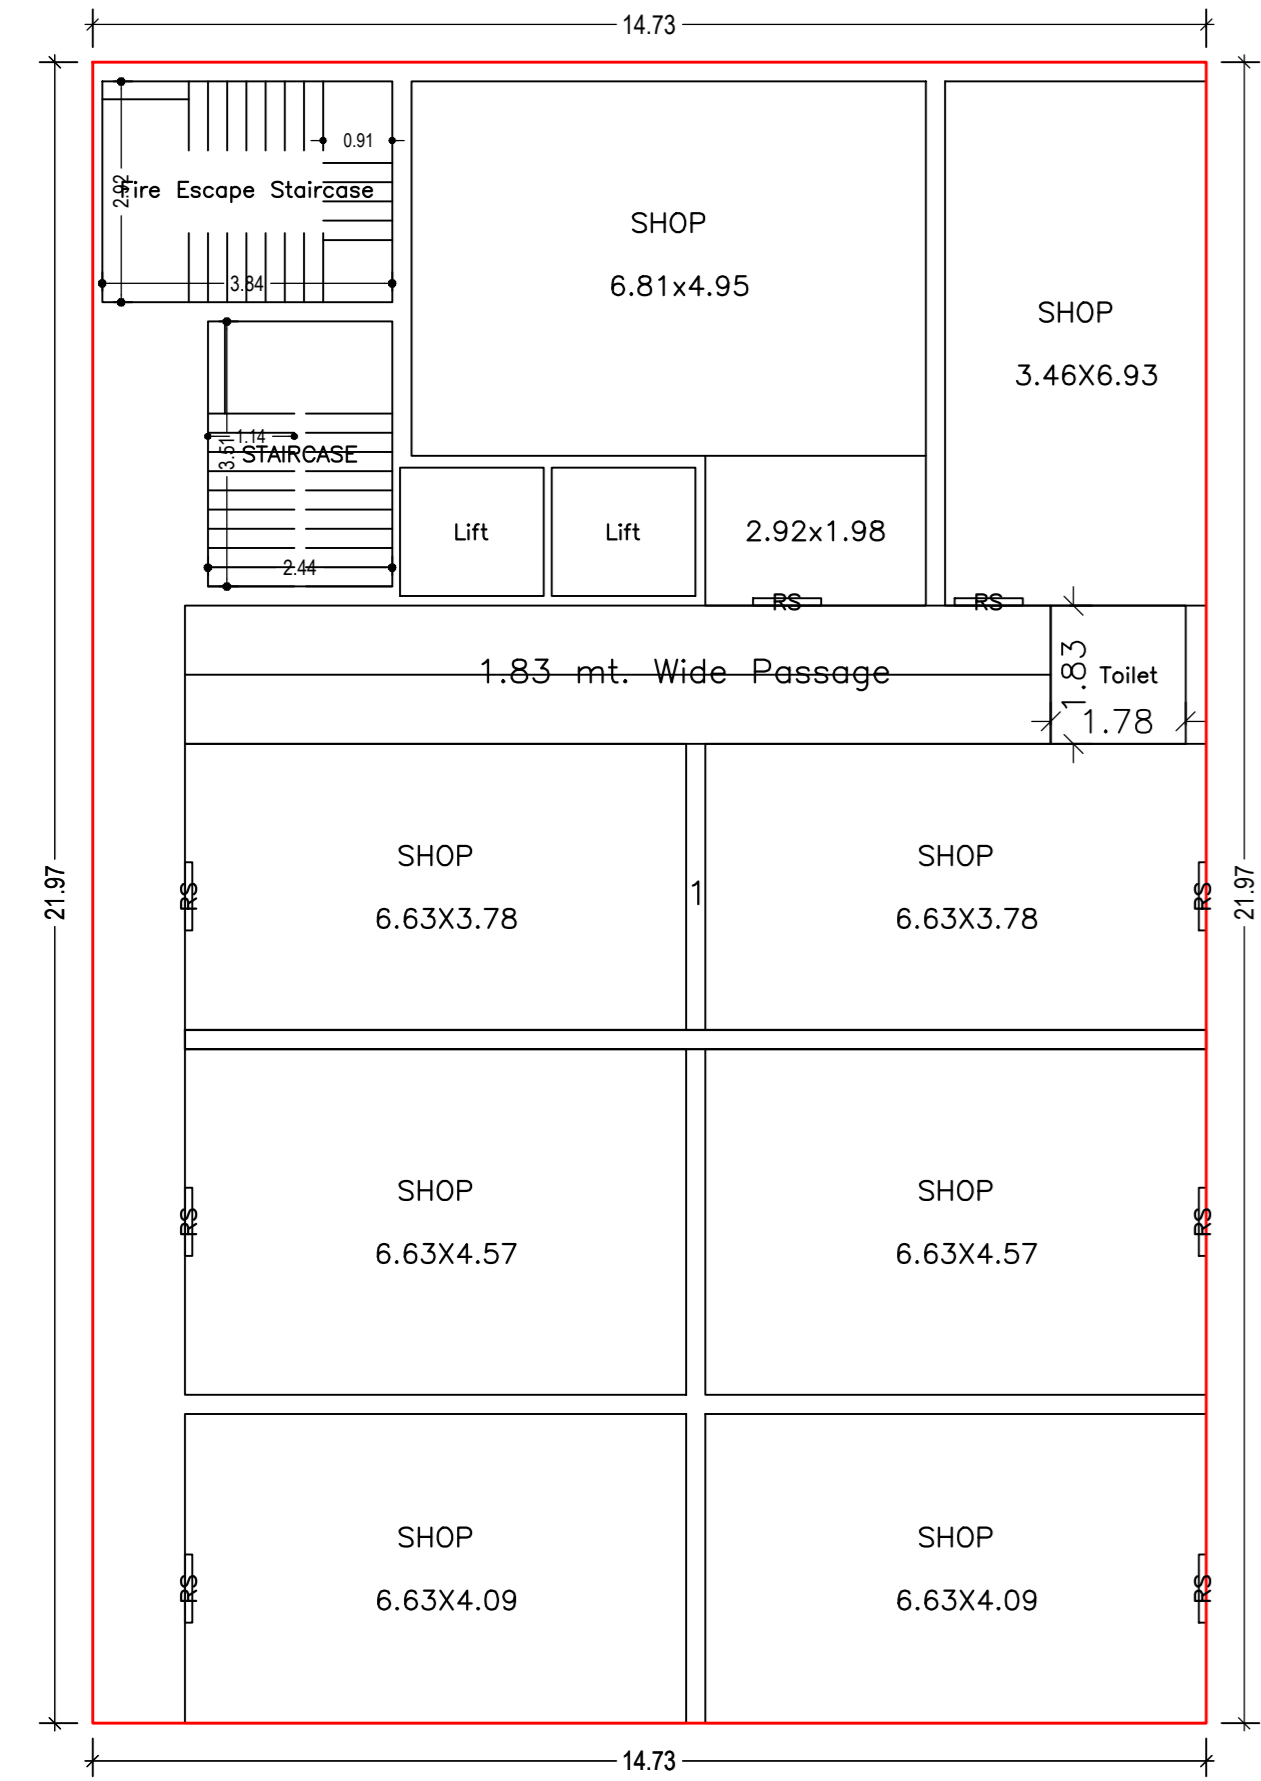 14.73
0.91
2.92
Fire Escape Staircase
3.84
SHOP
6.81x4.95
SHOP
3.46X6.93
1.14
STAIRCASE
3.51
2.44
Lift
Lift
2.92x1.98
RS
RS
1.83 mt. Wide Passage
1.83
Toilet
1.78
21.97
21.97
SHOP
6.63X3.78
RS
1
SHOP
6.63X3.78
RS
SHOP
6.63X4.57
RS
SHOP
6.63X4.57
RS
SHOP
6.63X4.09
RS
SHOP
6.63X4.09
RS
14.73